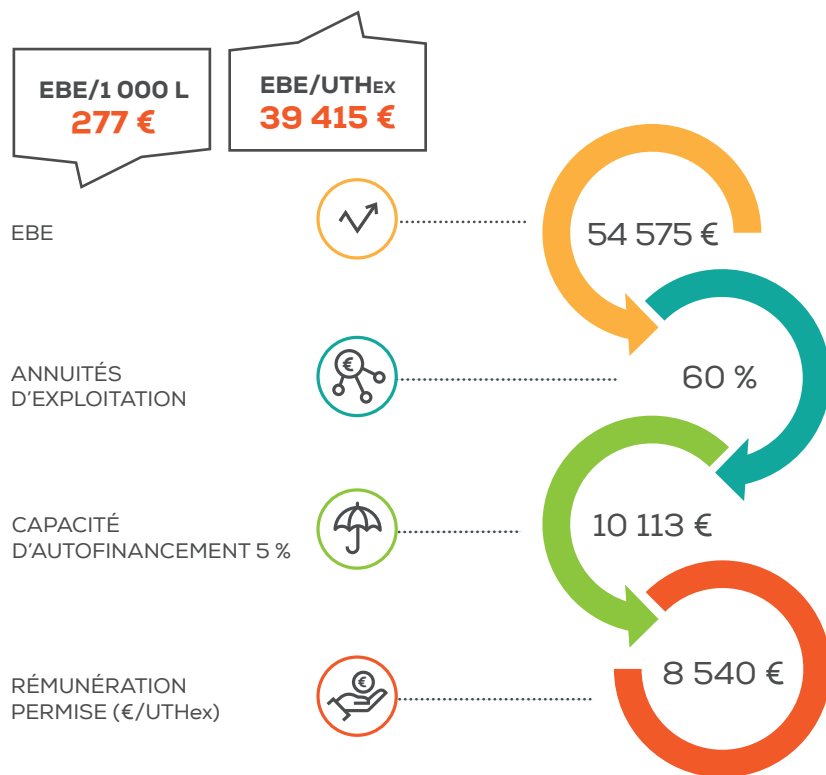 EBE/1 000 L
277 €
EBE/UTHEX
39 415 €
EBE
54 575 €
ANNUITÉS
D'EXPLOITATION
60 %
CAPACITÉ
D'AUTOFINANCEMENT 5 %
10 113 €
RÉMUNÉRATION
PERMISE (€/UTHex)
8 540 €